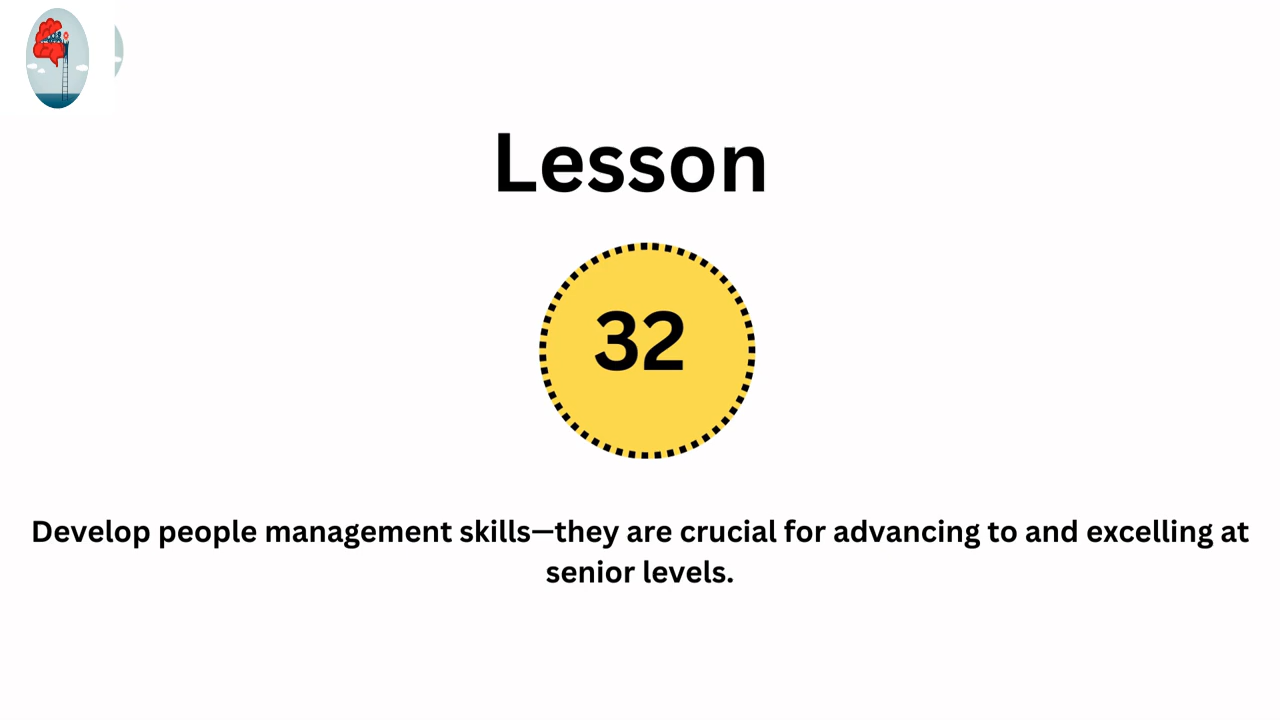 Lesson
32
Develop people management skills—they are crucial for advancing to and excelling at
senior levels.